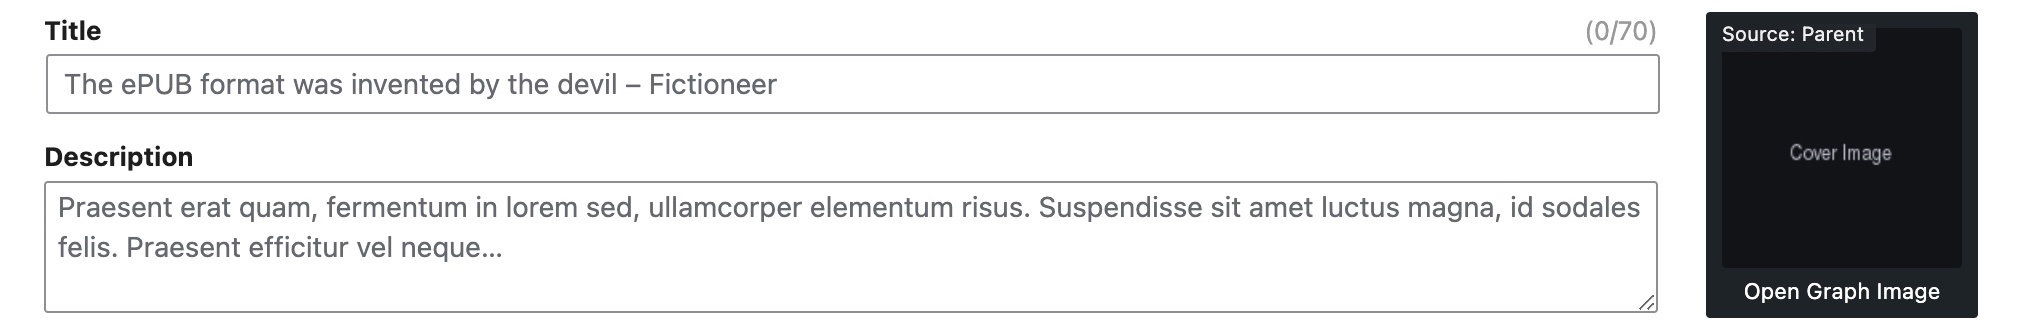 Title
(0/70)
The ePUB format was invented by the devil – Fictioneer
Description
Praesent erat quam, fermentum in lorem sed, ullamcorper elementum risus. Suspendisse sit amet luctus magna, id sodales
felis. Praesent efficitur vel neque...
Source: Parent
Cover Image
Open Graph Image